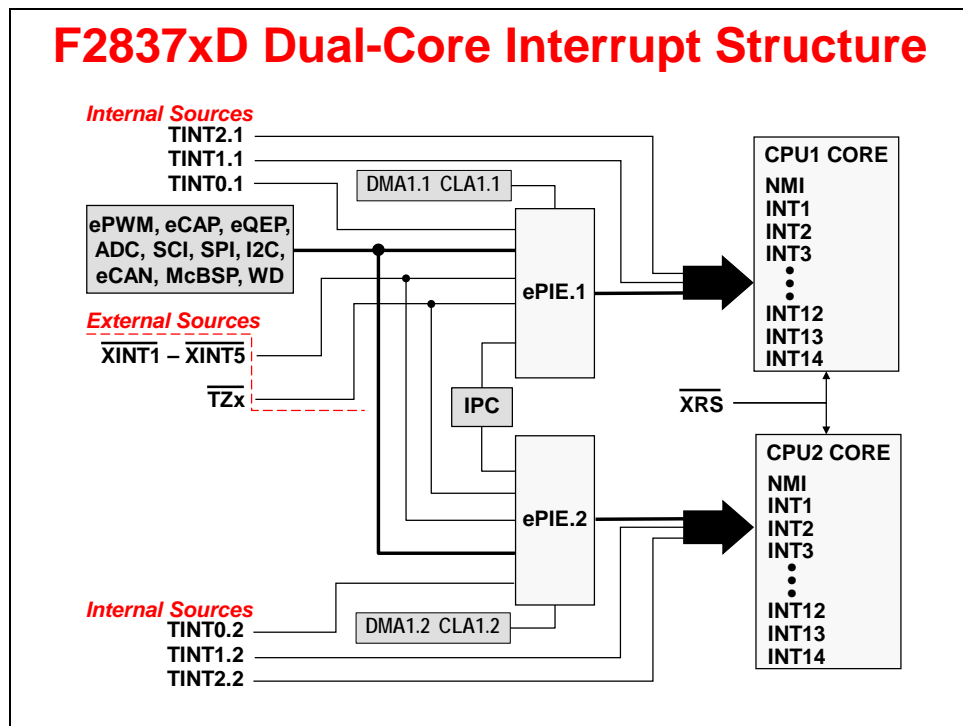 F2837xD Dual-Core Interrupt Structure
Internal Sources
TINT2.1
TINT1.1
TINT0.1
ePWM, eCAP, eQEP,
ADC, SCI, SPI, I2C,
eCAN, McBSP, WD
External Sources
XINT1 – XINT5
TZx
DMA1.1 CLA1.1
ePIE.1
IPC
ePIE.2
DMA1.2 CLA1.2
Internal Sources
TINT0.2
TINT1.2
TINT2.2
CPU1 CORE
NMI
INT1
INT2
INT3
INT12
INT13
INT14
XRS
CPU2 CORE
NMI
INT1
INT2
INT3
INT12
INT13
INT14